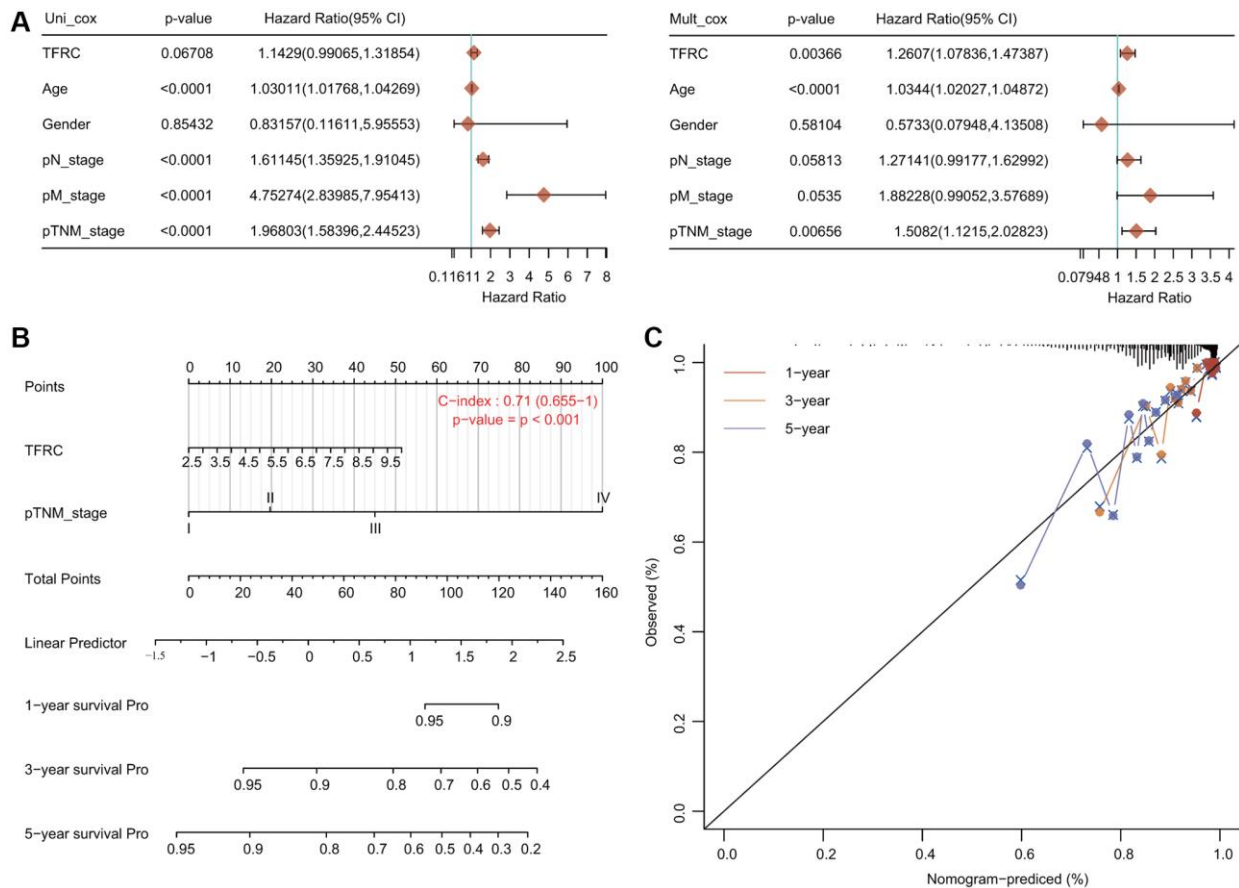 A
Uni_cox p-value Hazard Ratio(95% CI)
TFRC 0.06708 1.1429(0.99065,1.31854)
Age <0.0001 1.03011(1.01768,1.04269)
Gender 0.85432 0.83157(0.11611,5.95553)
pN_stage <0.0001 1.61145(1.35925,1.91045)
pM_stage <0.0001 4.75274(2.83985,7.95413)
pTNM_stage <0.0001 1.96803(1.58396,2.44523)
0.116111 2 3 4 5 6 7 8
Hazard Ratio
Mult_cox p-value Hazard Ratio(95% CI)
TFRC 0.00366 1.2607(1.07836,1.47387)
Age <0.0001 1.0344(1.02027,1.04872)
Gender 0.58104 0.5733(0.07948,4.13508)
pN_stage 0.05813 1.27141(0.99177,1.62992)
pM_stage 0.0535 1.88228(0.99052,3.57689)
pTNM_stage 0.00656 1.5082(1.1215,2.02823)
0.07948 1 1.5 2 2.5 3 3.5 4
Hazard Ratio
B
0 10 20 30 40 50 60 70 80 90 100
Points
C-index : 0.71 (0.655-1)
p-value = p < 0.001
TFRC
2.5 3.5 4.5 5.5 6.5 7.5 8.5 9.5
II IV
pTNM_stage
I III
Total Points
0 20 40 60 80 100 120 140 160
Linear Predictor
-1.5 -1 -0.5 0 0.5 1 1.5 2 2.5
1-year survival Pro
0.95 0.9
3-year survival Pro
0.95 0.9 0.8 0.7 0.6 0.5 0.4
5-year survival Pro
0.95 0.9 0.8 0.7 0.6 0.5 0.4 0.3 0.2
C
1-year
3-year
5-year
1.0
0.8
0.6
0.4
0.2
0.0
Observed (%)
0.0 0.2 0.4 0.6 0.8 1.0
Nomogram-prediced (%)